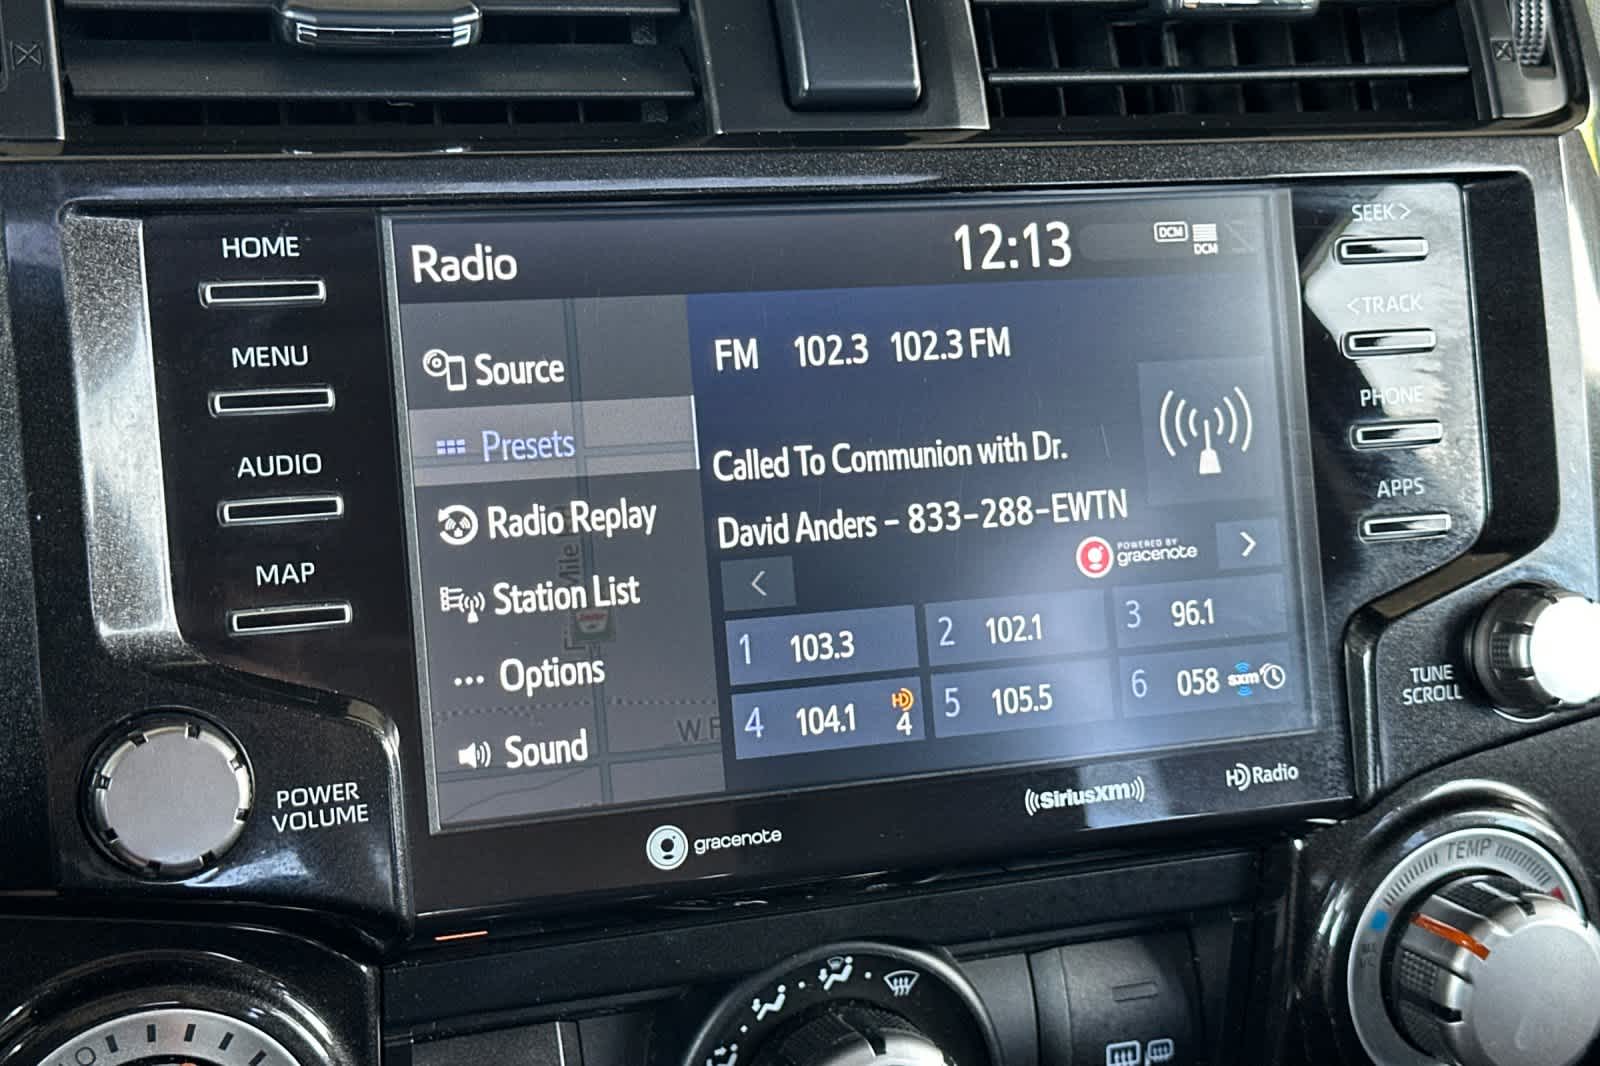 HOME
MENU
AUDIO
MAP
POWER
VOLUME
Radio
12:13
DCM
DCM
Source
Presets
Radio Replay
Station List
Options
Sound
W F
FM 102.3 102.3 FM
Called To Communion with Dr.
David Anders - 833-288-EWTN
POWERED BY
gracenote
1 103.3
2 102.1
3 96.1
4 104.1 HD 4
5 105.5
6 058 sxm
gracenote
((SiriusXM))
HD Radio
SEEK>
<TRACK
PHONE
APPS
TUNE
SCROLL
TEMP